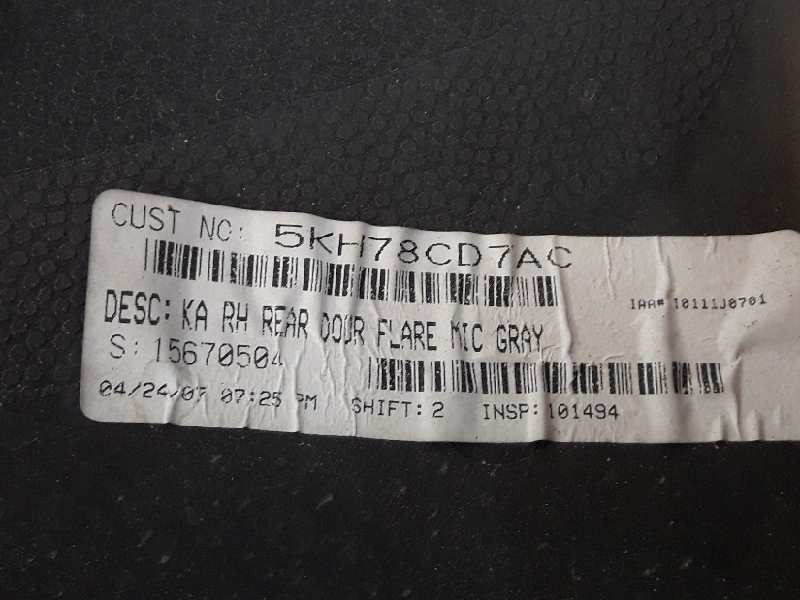 CUST NO: 5KH78CD7AC
IAA# I0111J0701
DESC: KA RH REAR DOOR FLARE MIC GRAY
S: 15670504
04/24/07 07:25 PM SHIFT: 2 INSP: 101494